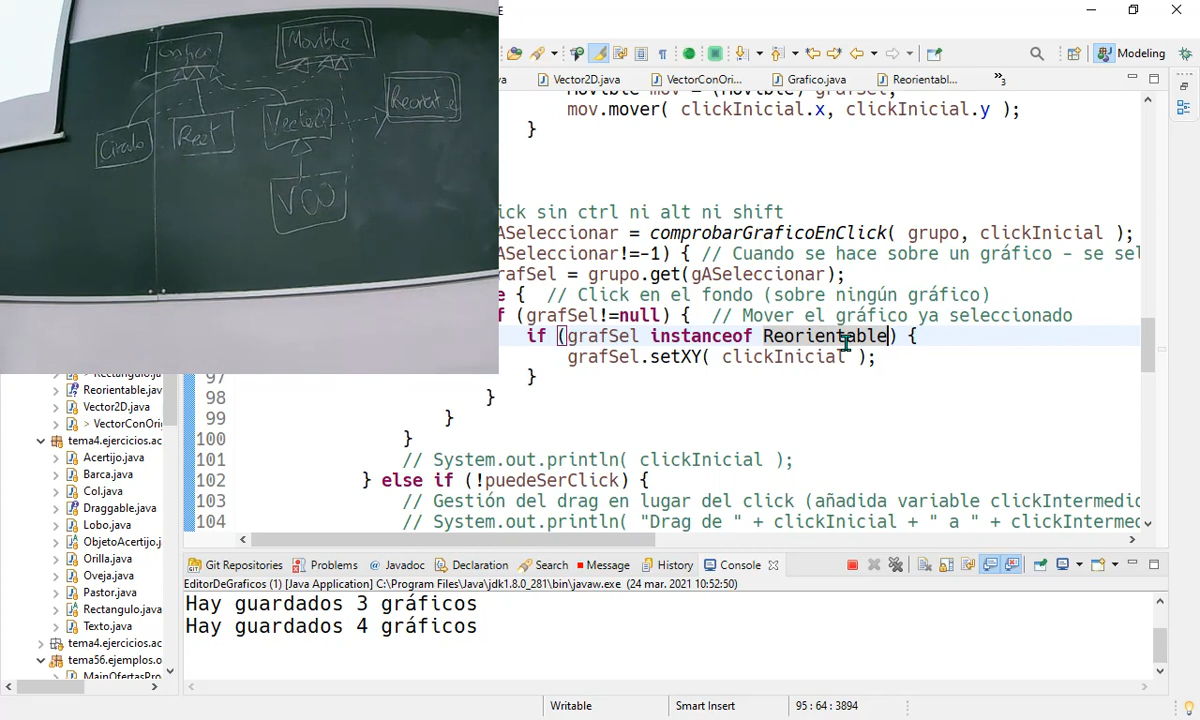 Grafico
Movible
Circulo
Rect
Vector2D
VCO
E
Modeling
va
Vector2D.java
VectorConOri...
Grafico.java
Reorientabl...
»3
Movible mov = (Movible) grafSel;
mov.mover( clickInicial.x, clickInicial.y );
}
ick sin ctrl ni alt ni shift
ASeleccionar = comprobarGraficoEnClick( grupo, clickInicial );
ASeleccionar!=-1) { // Cuando se hace sobre un gráfico - se sel
rafSel = grupo.get(gASeleccionar);
e { // Click en el fondo (sobre ningún gráfico)
f (grafSel!=null) { // Mover el gráfico ya seleccionado
if (grafSel instanceof Reorientable) {
grafSel.setXY( clickInicial );
97 }
98 }
99 }
100 }
101 // System.out.println( clickInicial );
102 } else if (!puedeSerClick) {
103 // Gestión del drag en lugar del click (añadida variable clickIntermedio
104 // System.out.println( "Drag de " + clickInicial + " a " + clickIntermed
> Rectangulo.java
Reorientable.java
Vector2D.java
> VectorConOri
tema4.ejercicios.ac
Acertijo.java
Barca.java
Col.java
Draggable.java
Lobo.java
ObjetoAcertijo.j
Orilla.java
Oveja.java
Pastor.java
Rectangulo.java
Texto.java
tema4.ejercicios.ac
tema56.ejemplos.o
MainOfertasPro
Git Repositories
Problems
Javadoc
Declaration
Search
Message
History
Console
EditorDeGraficos (1) [Java Application] C:\Program Files\Java\jdk1.8.0_281\bin\javaw.exe (24 mar. 2021 10:52:50)
Hay guardados 3 gráficos
Hay guardados 4 gráficos
Writable
Smart Insert
95 : 64 : 3894